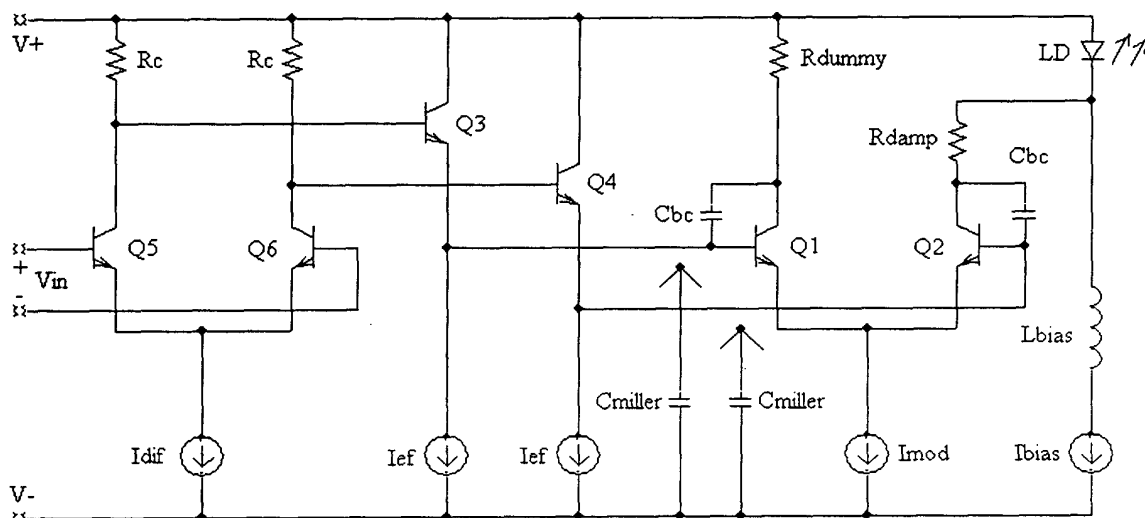 V+
Rc
Rc
Rdummy
LD
Q3
Rdamp
Cbc
Q4
Cbc
Q5
Q6
Q1
Q2
+
Vin
-
Lbias
Cmiller
Cmiller
Idif
Ief
Ief
Imod
Ibias
V-